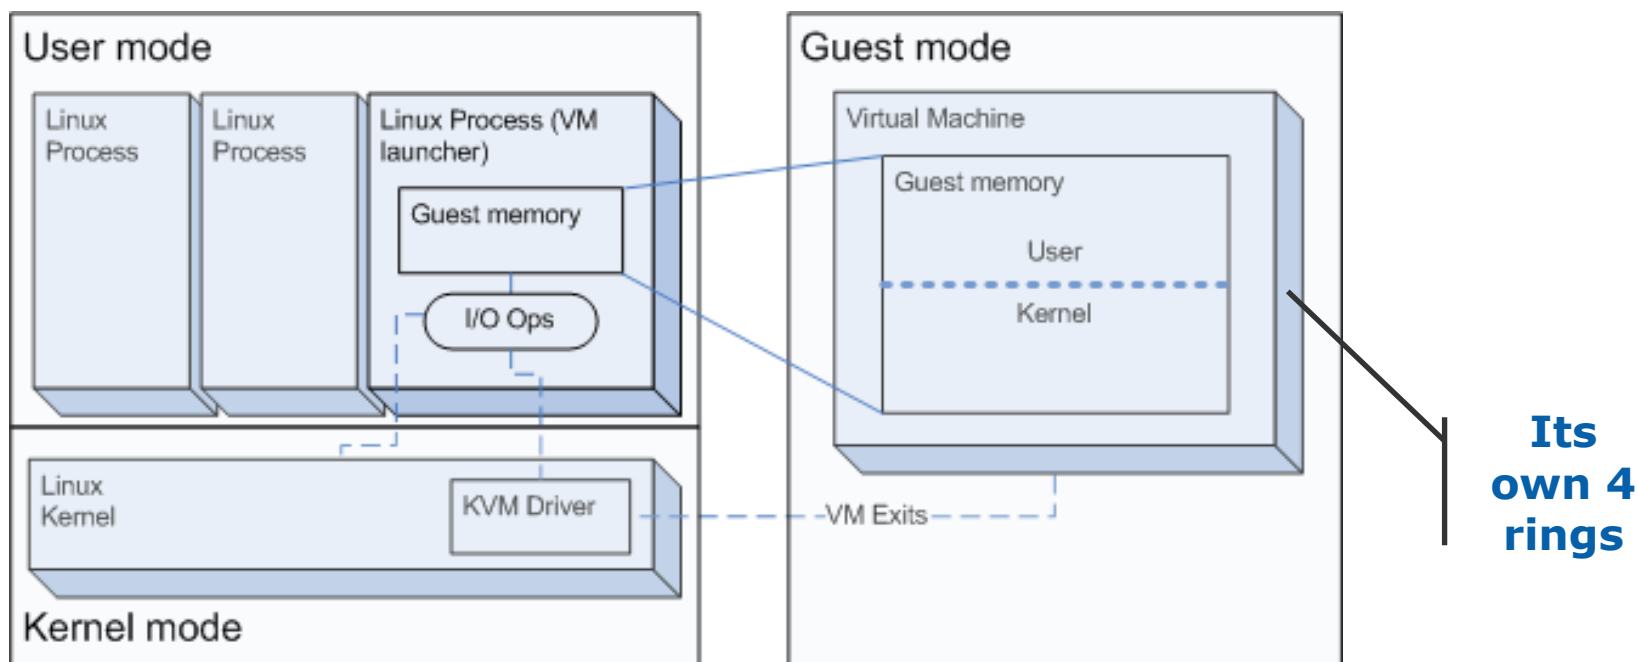 User mode
Linux
Process
Linux
Process
Linux Process (VM
launcher)
Guest memory
I/O Ops
Linux
Kernel
KVM Driver
Kernel mode
Guest mode
Virtual Machine
Guest memory
User
Kernel
VM Exits
Its
own 4
rings